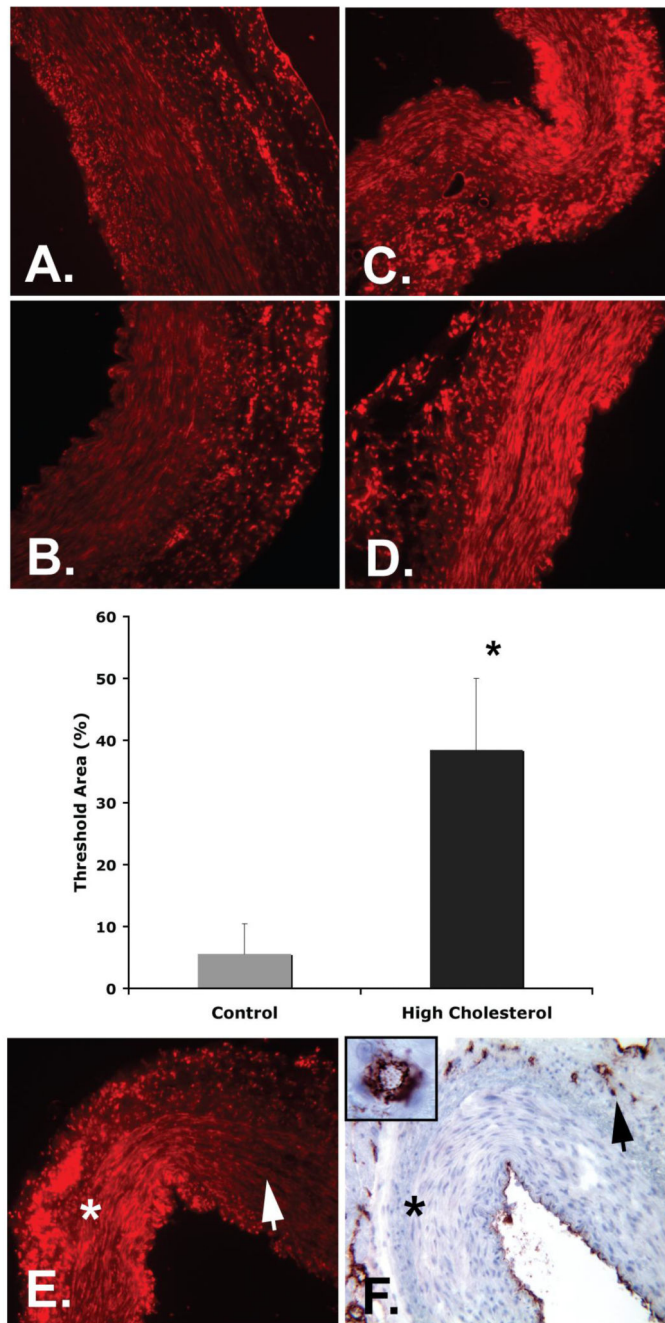 A.
C.
B.
D.
60
50
40
30
20
10
0
Threshold Area (%)
*
Control
High Cholesterol
*
E.
*
F.